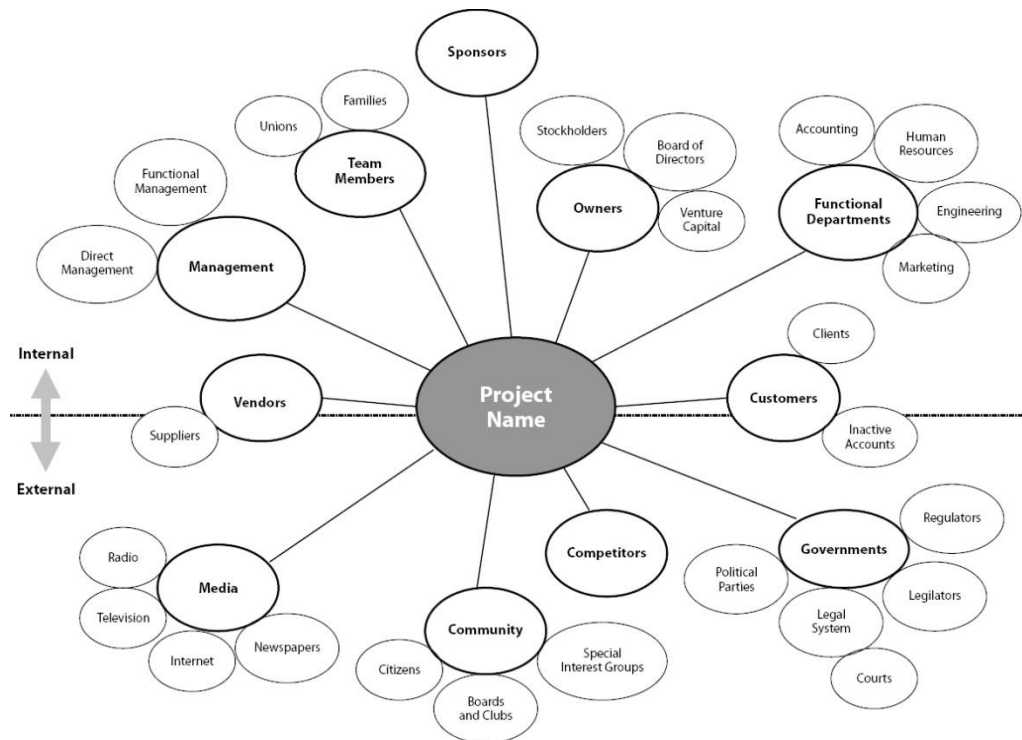 Sponsors
Families
Unions
Team
Members
Stockholders
Board of
Directors
Owners
Venture
Capital
Accounting
Human
Resources
Functional
Departments
Engineering
Marketing
Functional
Management
Direct
Management
Management
Internal
External
Vendors
Suppliers
Project
Name
Clients
Customers
Inactive
Accounts
Radio
Media
Television
Internet
Newspapers
Community
Citizens
Special
Interest Groups
Boards
and Clubs
Competitors
Governments
Regulators
Political
Parties
Legal
System
Legilators
Courts